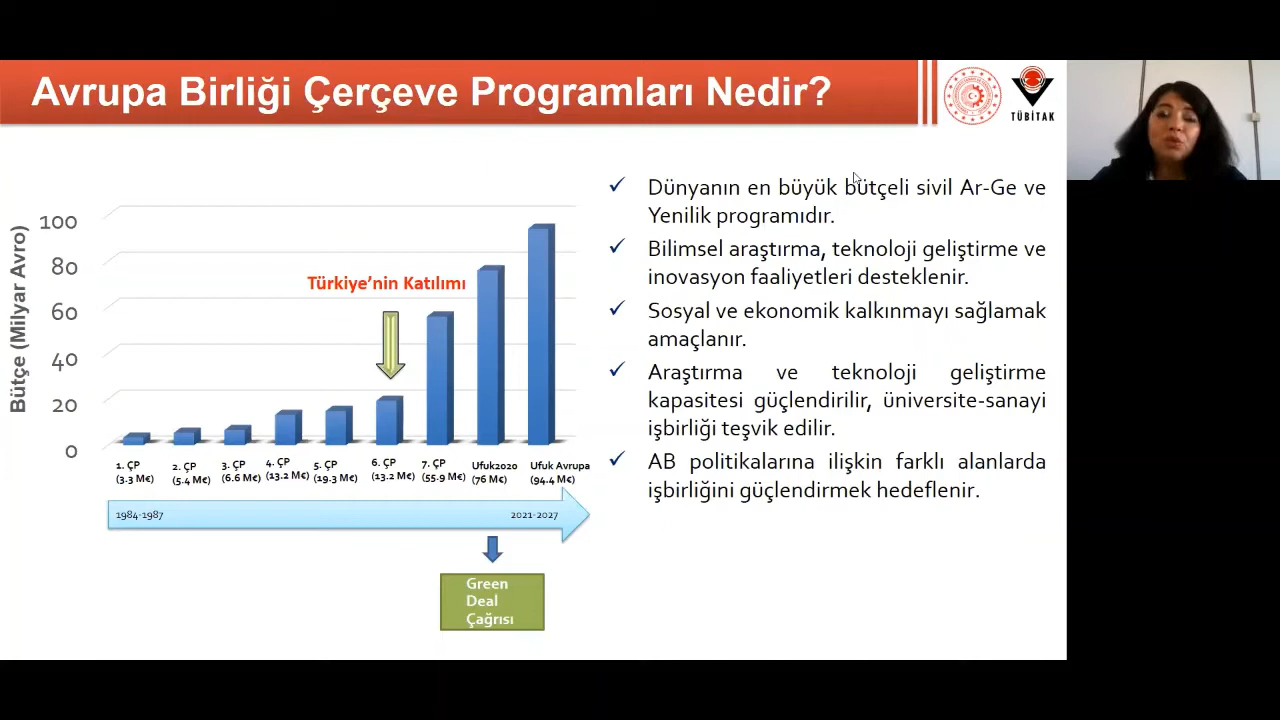 Avrupa Birliği Çerçeve Programları Nedir?
TÜBİTAK
Bütçe (Milyar Avro)
100
80
60
40
20
0
Türkiye'nin Katılımı
1. ÇP
(3.3 M€)
2. ÇP
(5.4 M€)
3. ÇP
(6.6 M€)
4. ÇP
(13.2 M€)
5. ÇP
(19.3 M€)
6. ÇP
(13.2 M€)
7. ÇP
(55.9 M€)
Ufuk2020
(76 M€)
Ufuk Avrupa
(94.4 M€)
1984-1987
2021-2027
Green
Deal
Çağrısı
Dünyanın en büyük bütçeli sivil Ar-Ge ve
Yenilik programıdır.
Bilimsel araştırma, teknoloji geliştirme ve
inovasyon faaliyetleri desteklenir.
Sosyal ve ekonomik kalkınmayı sağlamak
amaçlanır.
Araştırma ve teknoloji geliştirme
kapasitesi güçlendirilir, üniversite-sanayi
işbirliği teşvik edilir.
AB politikalarına ilişkin farklı alanlarda
işbirliğini güçlendirmek hedeflenir.